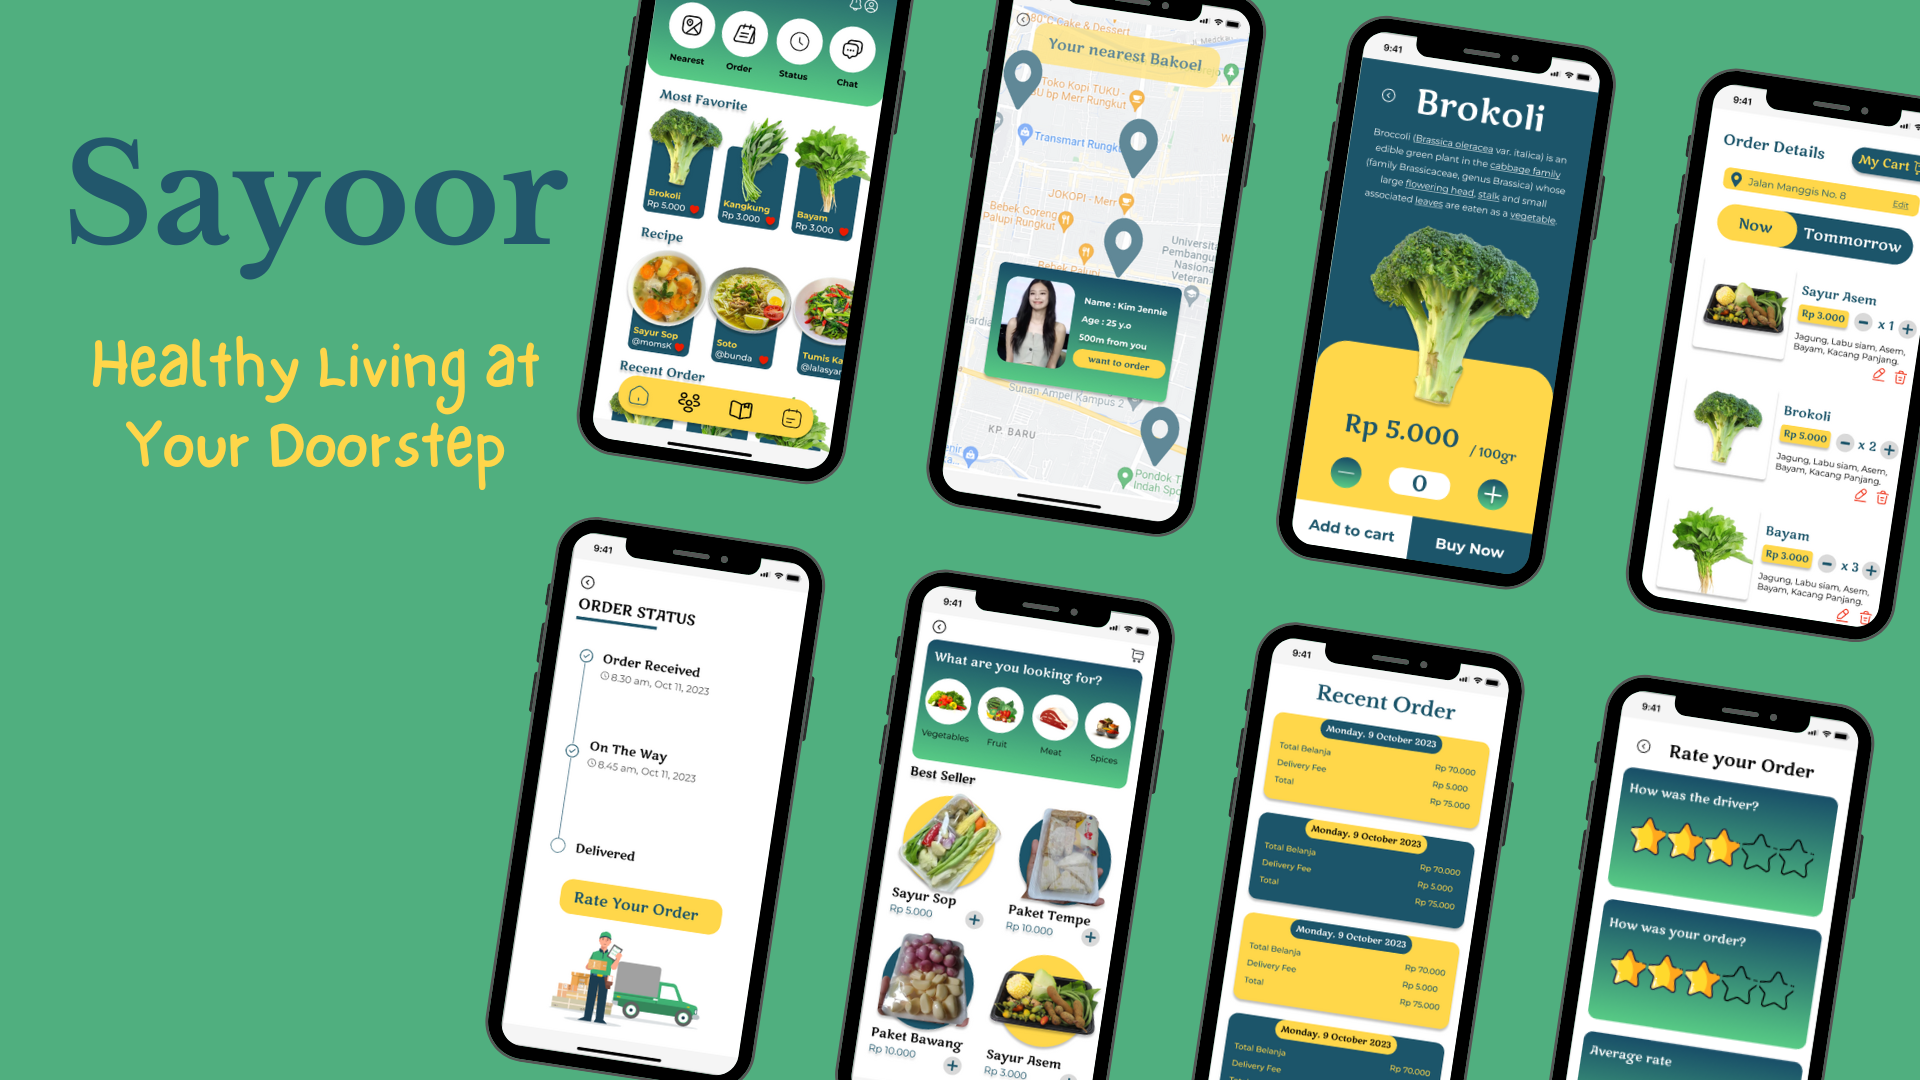 Sayoor
Healthy Living at
Your Doorstep
Nearest
Order
Status
Chat
Most Favorite
Brokoli
Rp 5.000
Kangkung
Rp 3.000
Bayam
Rp 3.000
Recipe
Sayur Sop
@momsK
Soto
@bunda
Tumis Ka
@lalasya
Recent Order
80°C Cake & Dessert
Your nearest Bakoel
Toko Kopi TUKU -
SU bp Merr Rungkut
Transmart Rungk
JOKOPI - Merr
Bebek Goreng
Palupi Rungkut
Bebek Palupi
Universita
Pembangu
Nasional
Veteran
Name : Kim Jennie
Age : 25 y.o
500m from you
want to order
Sunan Ampel Kampus 2
KP. BARU
Pondok T
Indah Spo
9:41
Brokoli
Broccoli (Brassica oleracea var. italica) is an
edible green plant in the cabbage family
(family Brassicaceae, genus Brassica) whose
large flowering head, stalk and small
associated leaves are eaten as a vegetable.
Rp 5.000 / 100gr
0
Add to cart
Buy Now
9:41
Order Details
My Cart
Jalan Manggis No. 8
Edit
Now
Tommorrow
Sayur Asem
Rp 3.000
x 1
Jagung, Labu siam, Asem,
Bayam, Kacang Panjang.
Brokoli
Rp 5.000
x 2
Jagung, Labu siam, Asem,
Bayam, Kacang Panjang.
Bayam
Rp 3.000
x 3
Jagung, Labu siam, Asem,
Bayam, Kacang Panjang.
9:41
ORDER STATUS
Order Received
8.30 am, Oct 11, 2023
On The Way
8.45 am, Oct 11, 2023
Delivered
Rate Your Order
9:41
What are you looking for?
Vegetables
Fruit
Meat
Spices
Best Seller
Sayur Sop
Rp 5.000
Paket Tempe
Rp 10.000
Paket Bawang
Rp 10.000
Sayur Asem
Rp 3.000
9:41
Recent Order
Monday, 9 October 2023
Total Belanja Rp 70.000
Delivery Fee Rp 5.000
Total Rp 75.000
Monday, 9 October 2023
Total Belanja Rp 70.000
Delivery Fee Rp 5.000
Total Rp 75.000
Monday, 9 October 2023
Total Belanja Rp 70.000
Delivery Fee Rp 5.000
Total Rp 75.000
Monday, 9 October 2023
Total Belanja Rp 70.000
Delivery Fee
9:41
Rate your Order
How was the driver?
How was your order?
Average rate